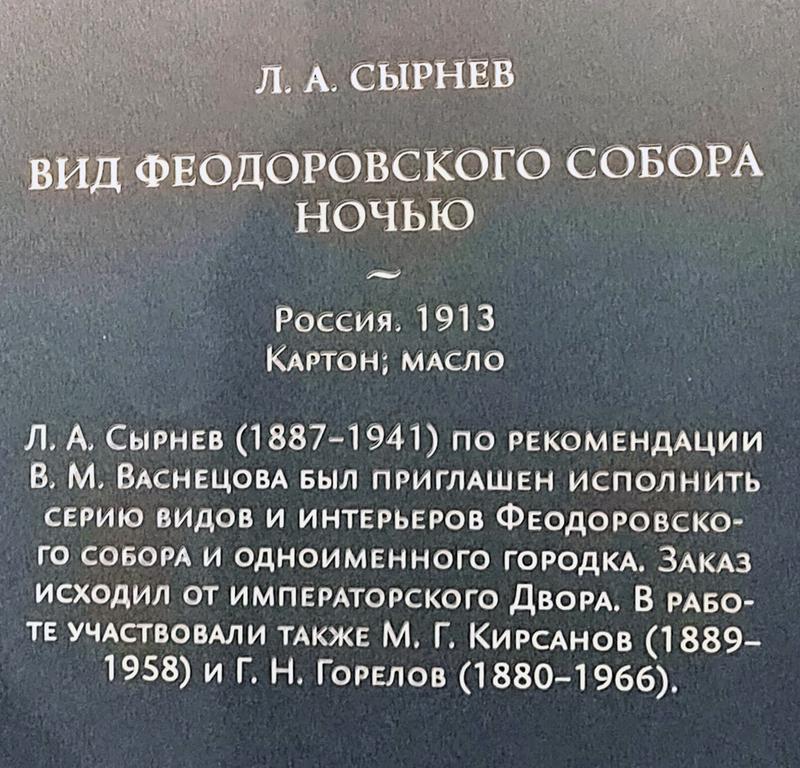 Л. А. СЫРНЕВ
ВИД ФЕОДОРОВСКОГО СОБОРА
НОЧЬЮ
~
Россия. 1913
Картон; масло
Л. А. Сырнев (1887–1941) по рекомендации
В. М. Васнецова был приглашен исполнить
серию видов и интерьеров Феодоровско-
го собора и одноименного городка. Заказ
исходил от императорского Двора. В рабо-
те участвовали также М. Г. Кирсанов (1889–
1958) и Г. Н. Горелов (1880–1966).